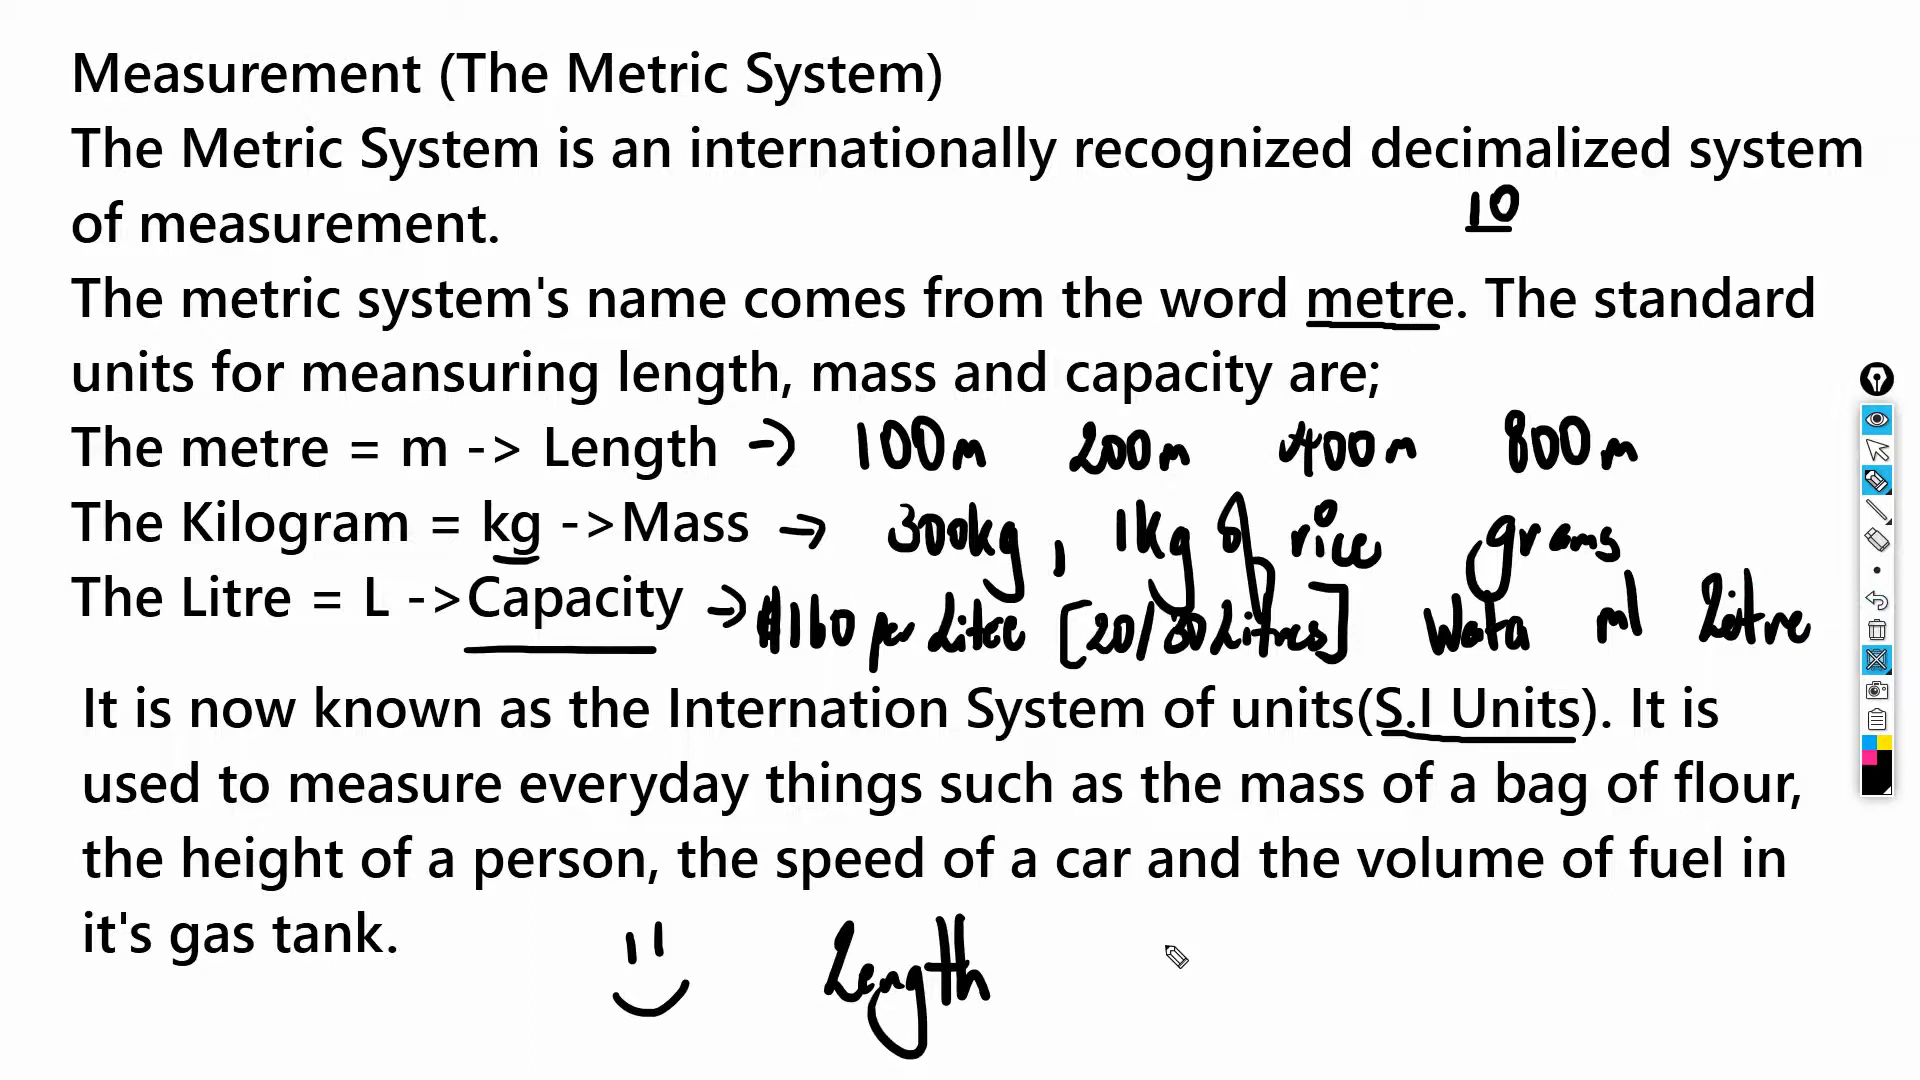 Measurement (The Metric System)
The Metric System is an internationally recognized decimalized system
10
of measurement.
The metric system's name comes from the word metre. The standard
units for meansuring length, mass and capacity are;
The metre = m -> Length -> 100m 200m 400m 800m
The Kilogram = kg ->Mass -> 300kg, 1kg of rice grams
The Litre = L ->Capacity -> $160 per Litre [20/30 Litres] Wata ml Litre
It is now known as the Internation System of units(S.I Units). It is
used to measure everyday things such as the mass of a bag of flour,
the height of a person, the speed of a car and the volume of fuel in
it's gas tank.
Length